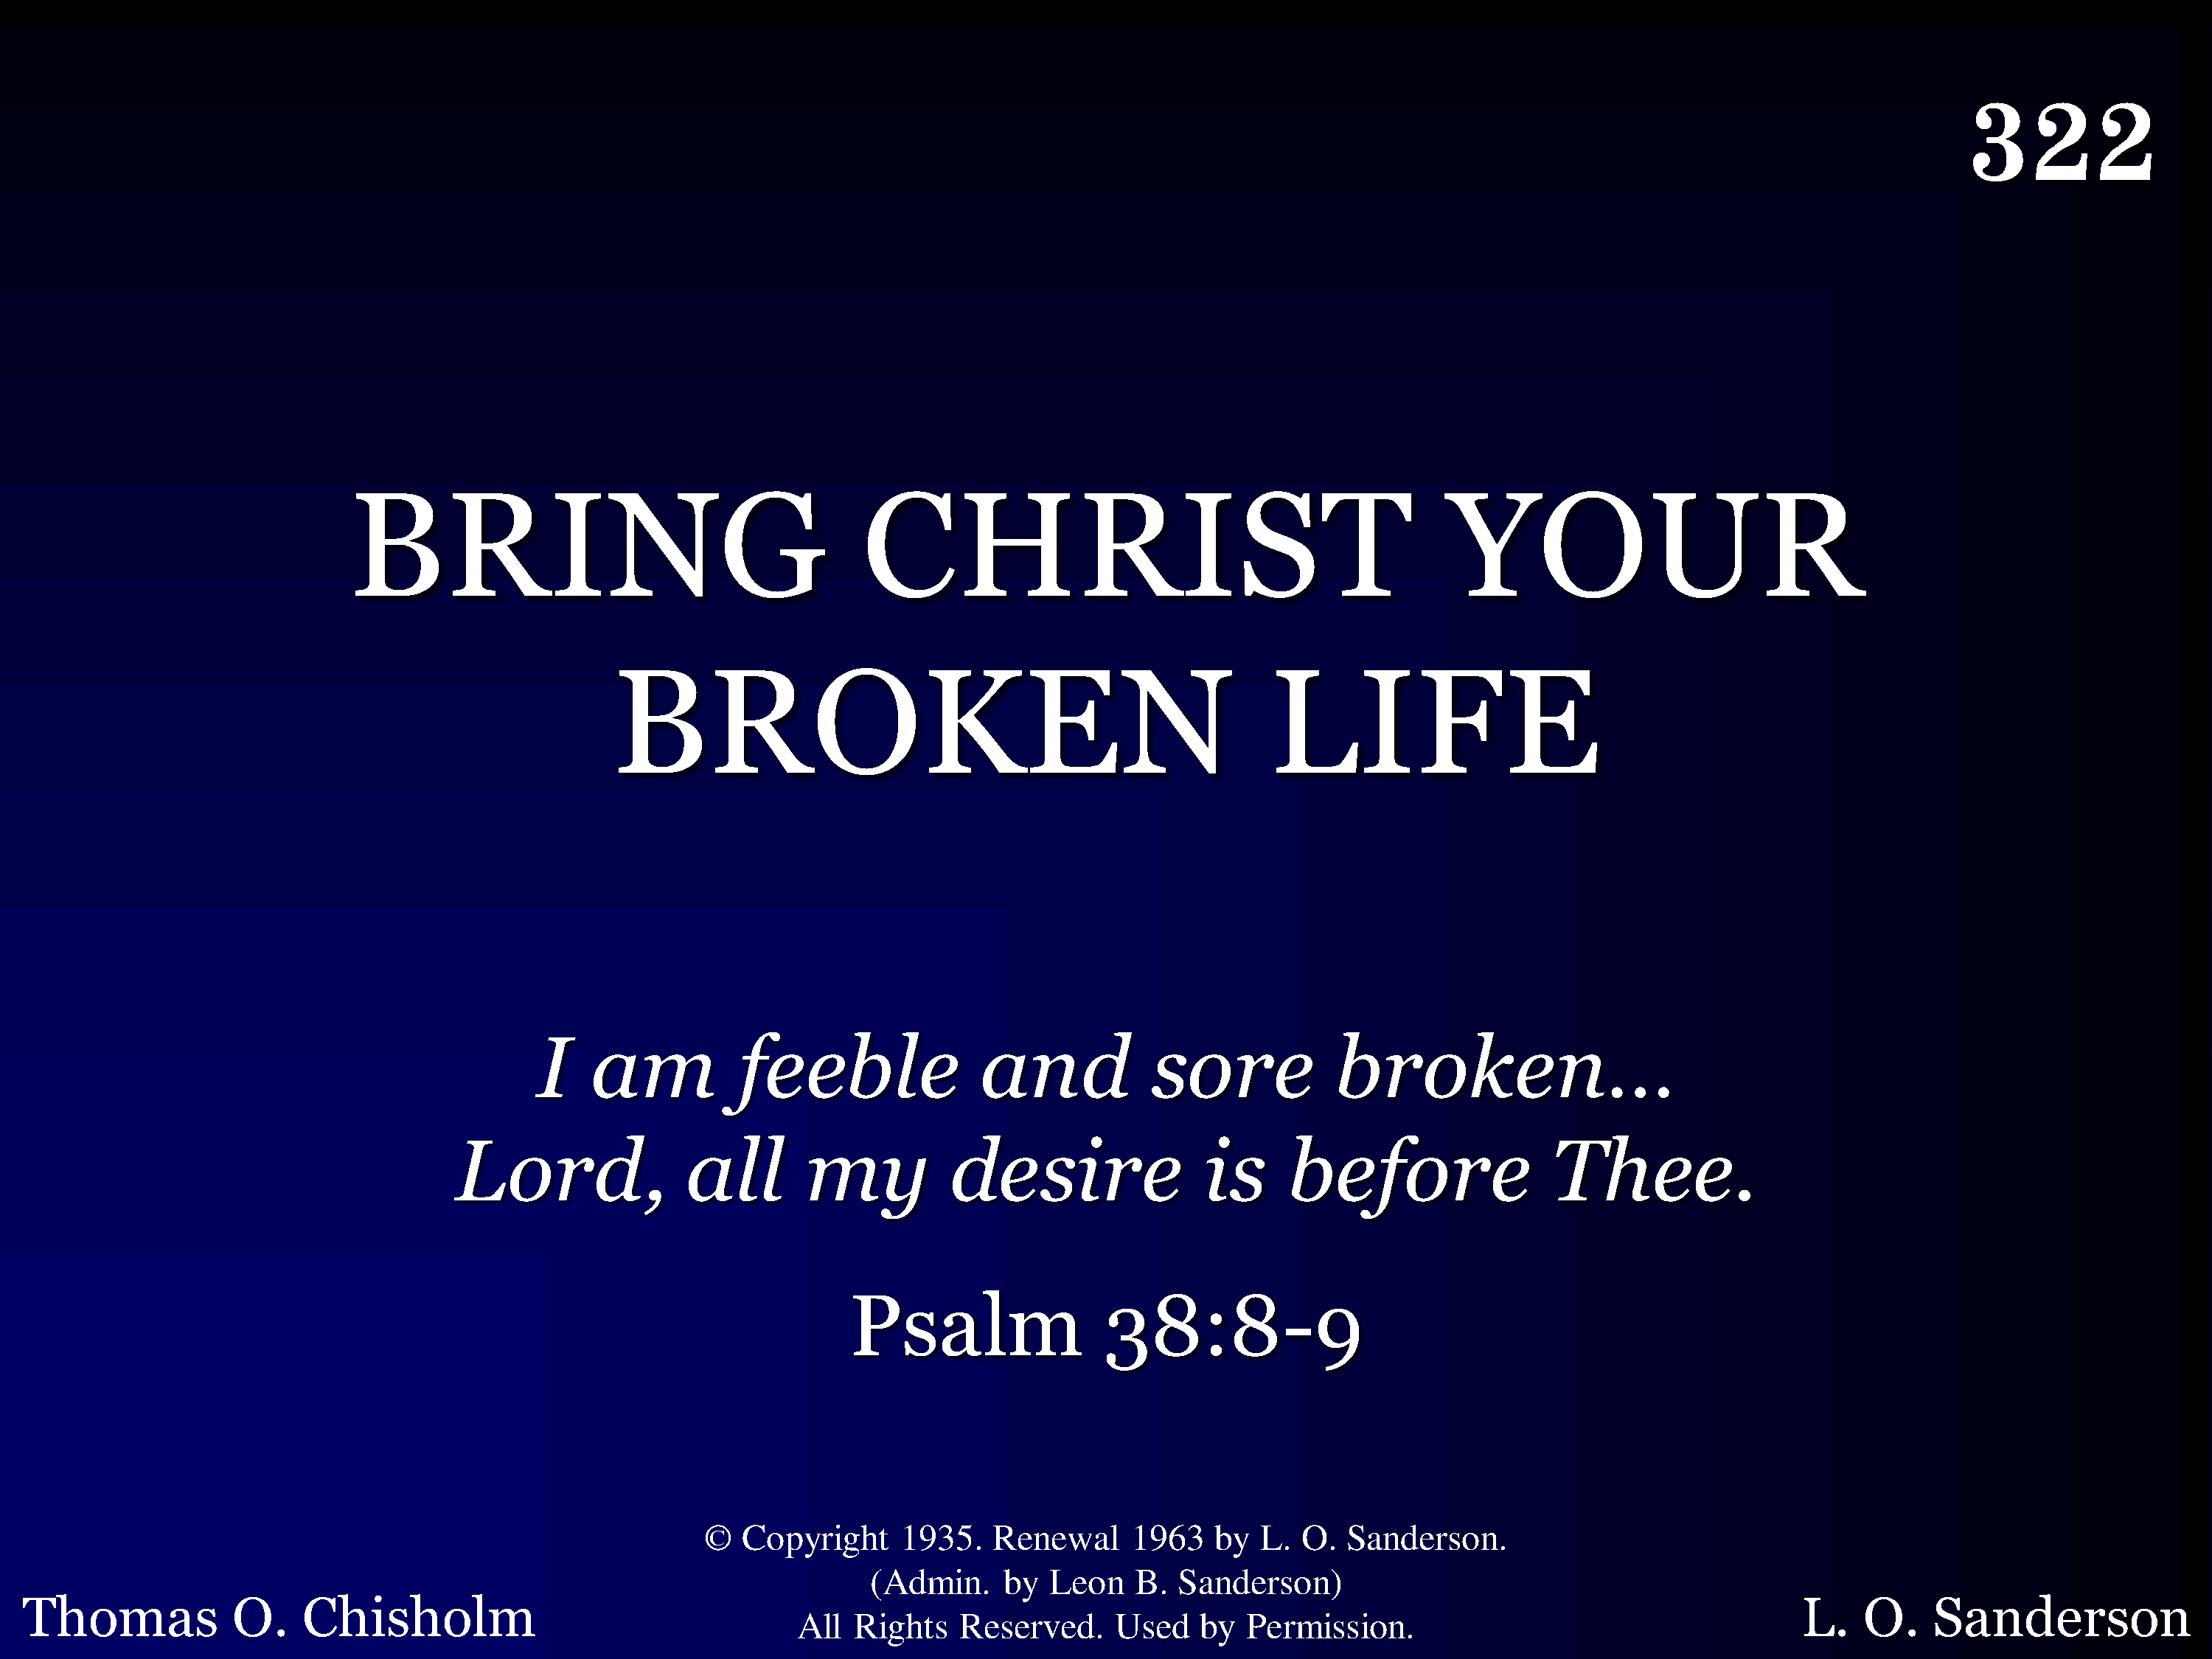 322
BRING CHRIST YOUR
BROKEN LIFE
I am feeble and sore broken…
Lord, all my desire is before Thee.
Psalm 38:8-9
© Copyright 1935. Renewal 1963 by L. O. Sanderson.
(Admin. by Leon B. Sanderson)
All Rights Reserved. Used by Permission.
Thomas O. Chisholm
L. O. Sanderson